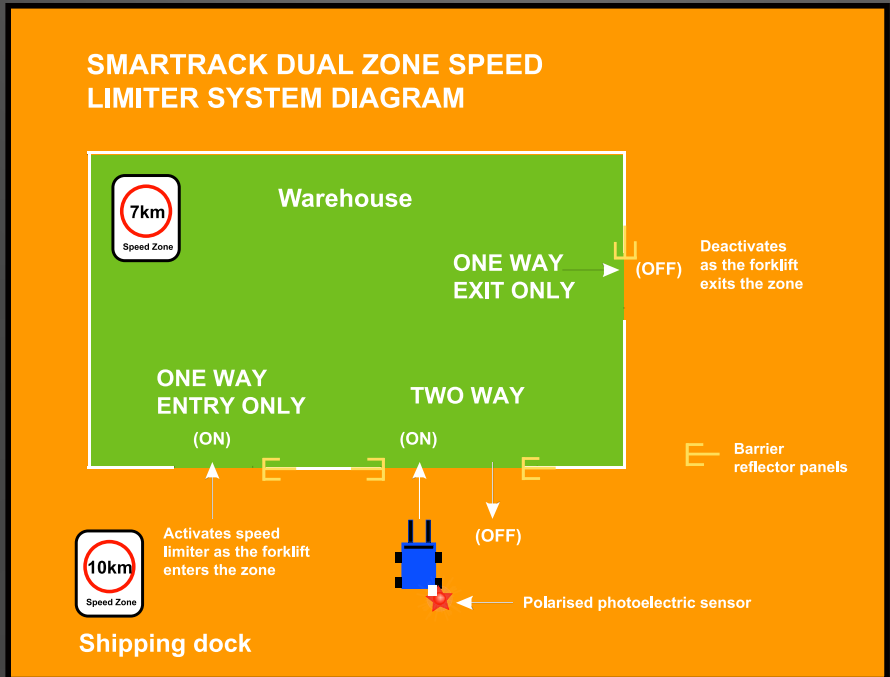 SMARTRACK DUAL ZONE SPEED
LIMITER SYSTEM DIAGRAM
7km
Speed Zone
Warehouse
ONE WAY
EXIT ONLY
(OFF)
Deactivates
as the forklift
exits the zone
ONE WAY
ENTRY ONLY
(ON)
TWO WAY
(ON)
Barrier
reflector panels
10km
Speed Zone
Activates speed
limiter as the forklift
enters the zone
(OFF)
Polarised photoelectric sensor
Shipping dock